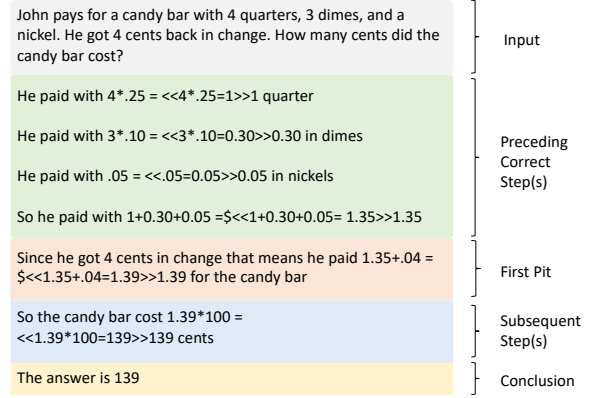 John pays for a candy bar with 4 quarters, 3 dimes, and a
nickel. He got 4 cents back in change. How many cents did the
candy bar cost?
Input
He paid with 4*.25 = <<4*.25=1>>1 quarter
He paid with 3*.10 = <<3*.10=0.30>>0.30 in dimes
He paid with .05 = <<.05=0.05>>0.05 in nickels
So he paid with 1+0.30+0.05 =$<<1+0.30+0.05= 1.35>>1.35
Preceding
Correct
Step(s)
Since he got 4 cents in change that means he paid 1.35+.04 =
$<<1.35+.04=1.39>>1.39 for the candy bar
First Pit
So the candy bar cost 1.39*100 =
<<1.39*100=139>>139 cents
Subsequent
Step(s)
The answer is 139
Conclusion